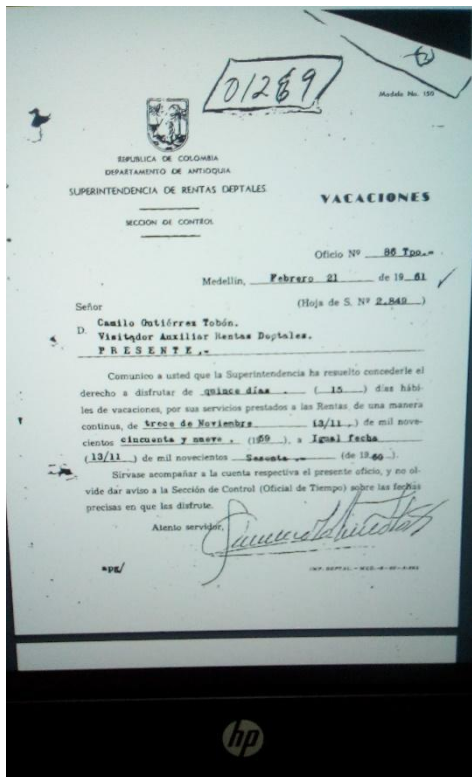 01269
Modelo No. 150
REPUBLICA DE COLOMBIA
DEPARTAMENTO DE ANTIOQUIA
SUPERINTENDENCIA DE RENTAS DEPTALES
VACACIONES
SECCION DE CONTROL
Oficio Nº 86 Tpo.-
Medellín, Febrero 21 de 1961
(Hoja de S. Nº 2.849)
Señor
D. Camilo Gutiérrez Tobón.
Visitador Auxiliar Rentas Deptales.
PRESENTE.-
Comunico a usted que la Superintendencia ha resuelto concederle el
derecho a disfrutar de quince días . (15) días hábi-
les de vacaciones, por sus servicios prestados a las Rentas de una manera
continua, de trece de Noviembre 13/11.) de mil nove-
cientos cincuenta y nueve . (1959), a Igual fecha
(13/11) de mil novecientos Sesenta .- (de 1960).
Sírvase acompañar a la cuenta respectiva el presente oficio, y no ol-
vide dar aviso a la Sección de Control (Oficial de Tiempo) sobre las fechas
precisas en que las disfrute.
Atento servidor,
*pg/
IMP. DEPTAL.-MED.
hp